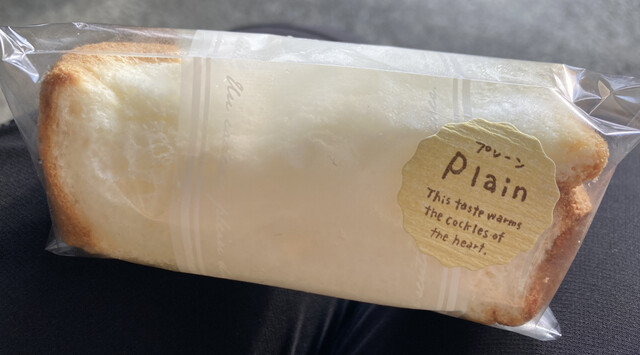 プレーン
Plain
This taste warms
the cockles of
the heart.